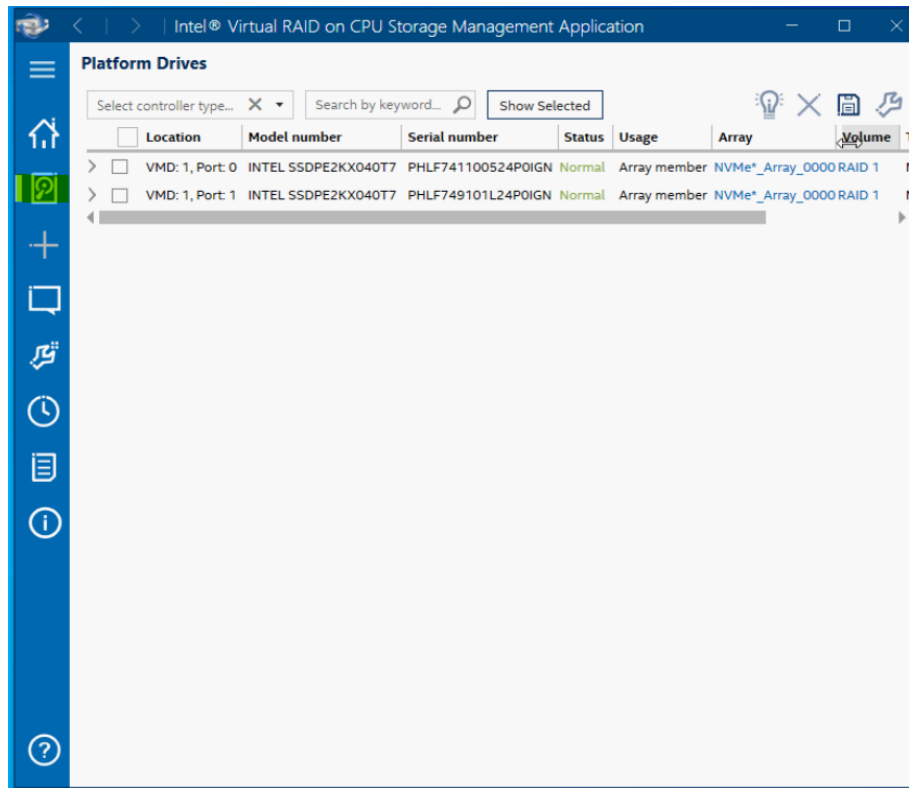 Intel® Virtual RAID on CPU Storage Management Application
Platform Drives
Select controller type... Search by keyword... Show Selected
Location Model number Serial number Status Usage Array Volume
VMD: 1, Port: 0 INTEL SSDPE2KX040T7 PHLF741100524P0IGN Normal Array member NVMe*_Array_0000 RAID 1
VMD: 1, Port: 1 INTEL SSDPE2KX040T7 PHLF749101L24P0IGN Normal Array member NVMe*_Array_0000 RAID 1